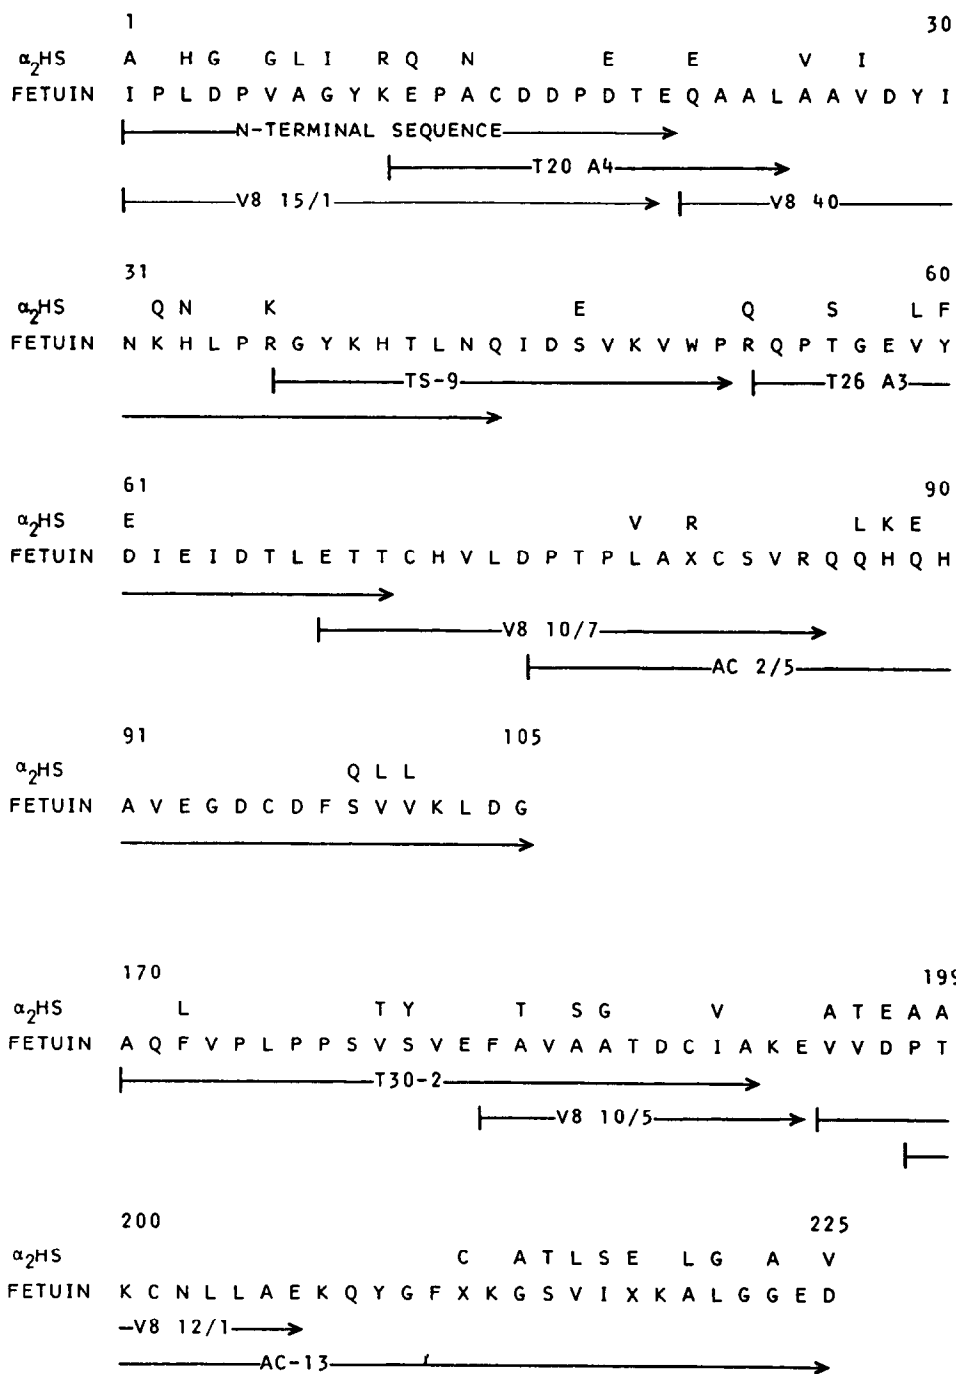 1 30
α₂HS A H G G L I R Q N E E V I
FETUIN I P L D P V A G Y K E P A C D D P D T E Q A A L A A V D Y I
N-TERMINAL SEQUENCE
T20 A4
V8 15/1 V8 40
31 60
α₂HS Q N K E Q S L F
FETUIN N K H L P R G Y K H T L N Q I D S V K V W P R Q P T G E V Y
TS-9 T26 A3
61 90
α₂HS E V R L K E
FETUIN D I E I D T L E T T C H V L D P T P L A X C S V R Q Q H Q H
V8 10/7
AC 2/5
91 105
α₂HS Q L L
FETUIN A V E G D C D F S V V K L D G
170 199
α₂HS L T Y T S G V A T E A A
FETUIN A Q F V P L P P S V S V E F A V A A T D C I A K E V V D P T
T30-2
V8 10/5
200 225
α₂HS C A T L S E L G A V
FETUIN K C N L L A E K Q Y G F X K G S V I X K A L G G E D
V8 12/1
AC-13